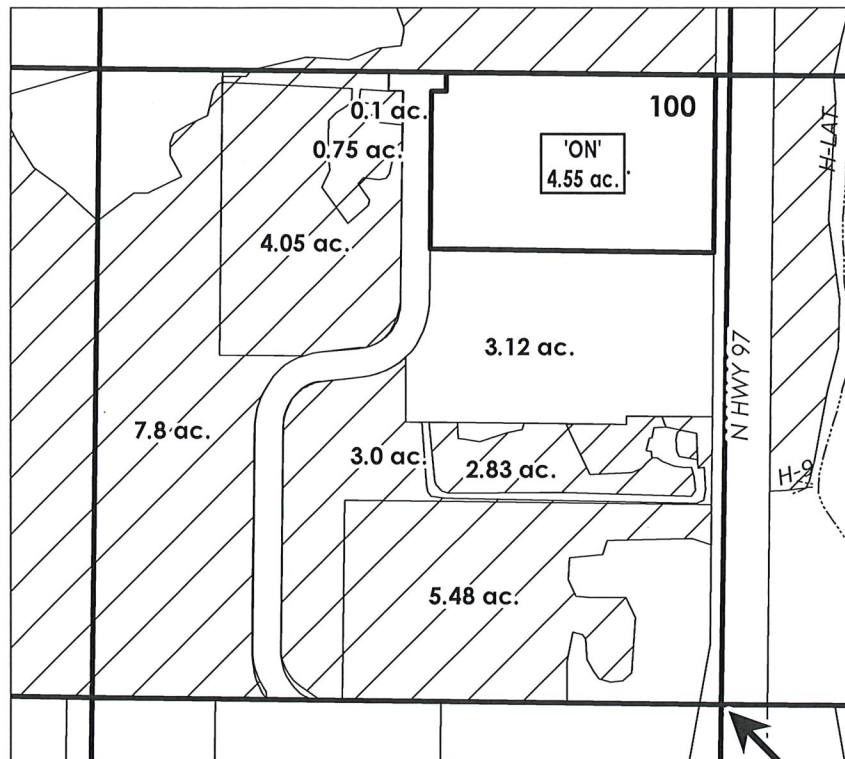 0.1 ac.
100
'ON'
4.55 ac.
0.75 ac.
4.05 ac.
H-LAT
3.12 ac.
N HWY 97
7.8 ac.
3.0 ac.
2.83 ac.
H-9
5.48 ac.